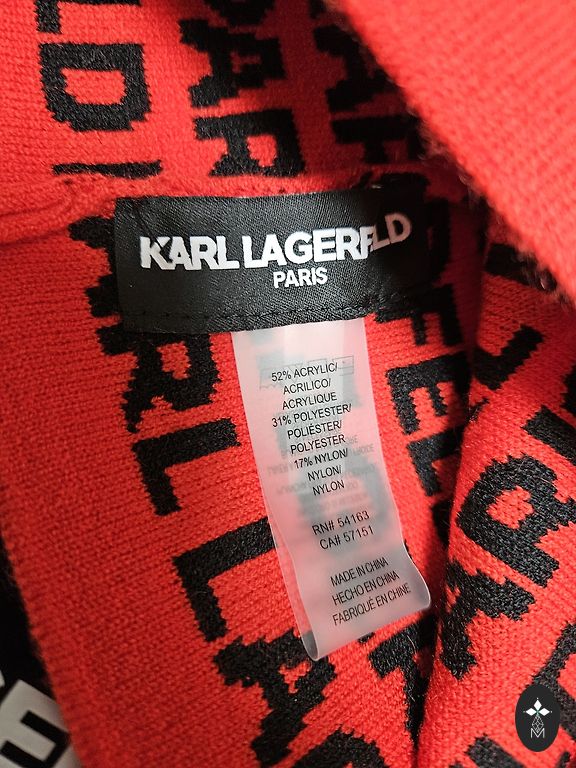 KARL LAGERFELD
PARIS
52% ACRYLIC/
ACRILICO/
ACRYLIQUE
31% POLYESTER/
POLIÉSTER/
POLYESTER
17% NYLON/
NYLON/
NYLON
RN# 54163
CA# 57151
MADE IN CHINA
HECHO EN CHINA
FABRIQUÉ EN CHINE